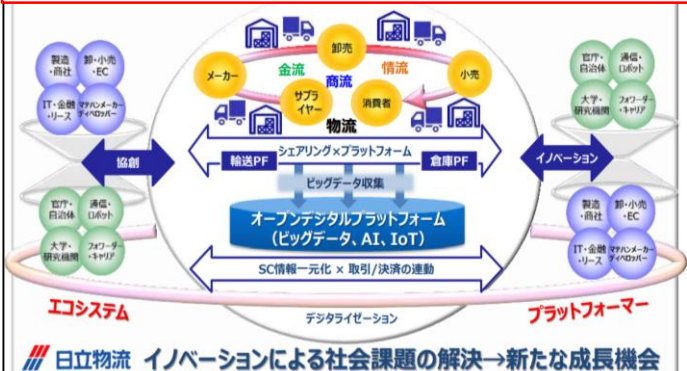 製造
・商社
卸・小売
・EC
IT・金融
・リース
マテハンメーカー
ディベロッパー
協創
官庁・
自治体
通信・
ロボット
大学・
研究機関
フォワーダー
・キャリア
エコシステム
メーカー
卸売
小売
サプラ
イヤー
消費者
金流
商流
情流
物流
シェアリング×プラットフォーム
輸送PF
倉庫PF
ビッグデータ収集
オープンデジタルプラットフォーム
(ビッグデータ、AI、IoT)
SC情報一元化 × 取引/決済の連動
デジタライゼーション
官庁・
自治体
通信・
ロボット
大学・
研究機関
フォワーダー
・キャリア
イノベーション
製造
・商社
卸・小売
・EC
IT・金融
・リース
マテハンメーカー
ディベロッパー
プラットフォーマー
日立物流 イノベーションによる社会課題の解決→新たな成長機会